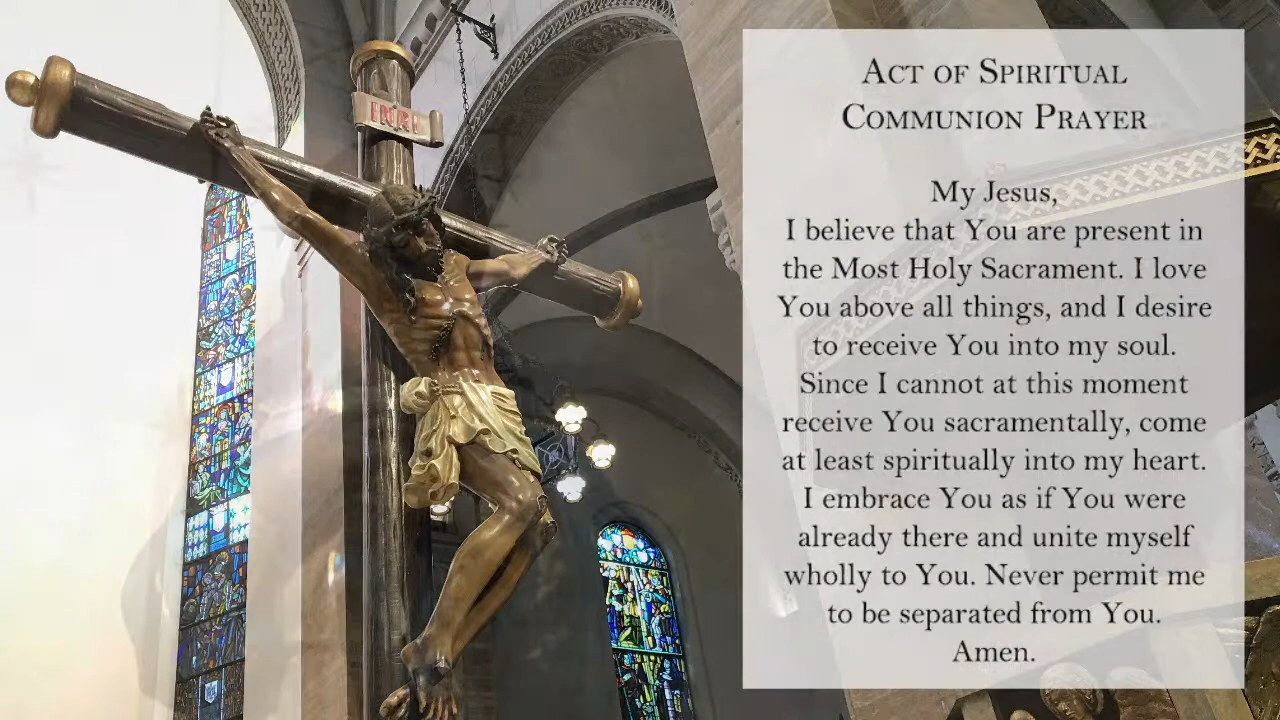 ACT OF SPIRITUAL
COMMUNION PRAYER
My Jesus,
I believe that You are present in
the Most Holy Sacrament. I love
You above all things, and I desire
to receive You into my soul.
Since I cannot at this moment
receive You sacramentally, come
at least spiritually into my heart.
I embrace You as if You were
already there and unite myself
wholly to You. Never permit me
to be separated from You.
Amen.